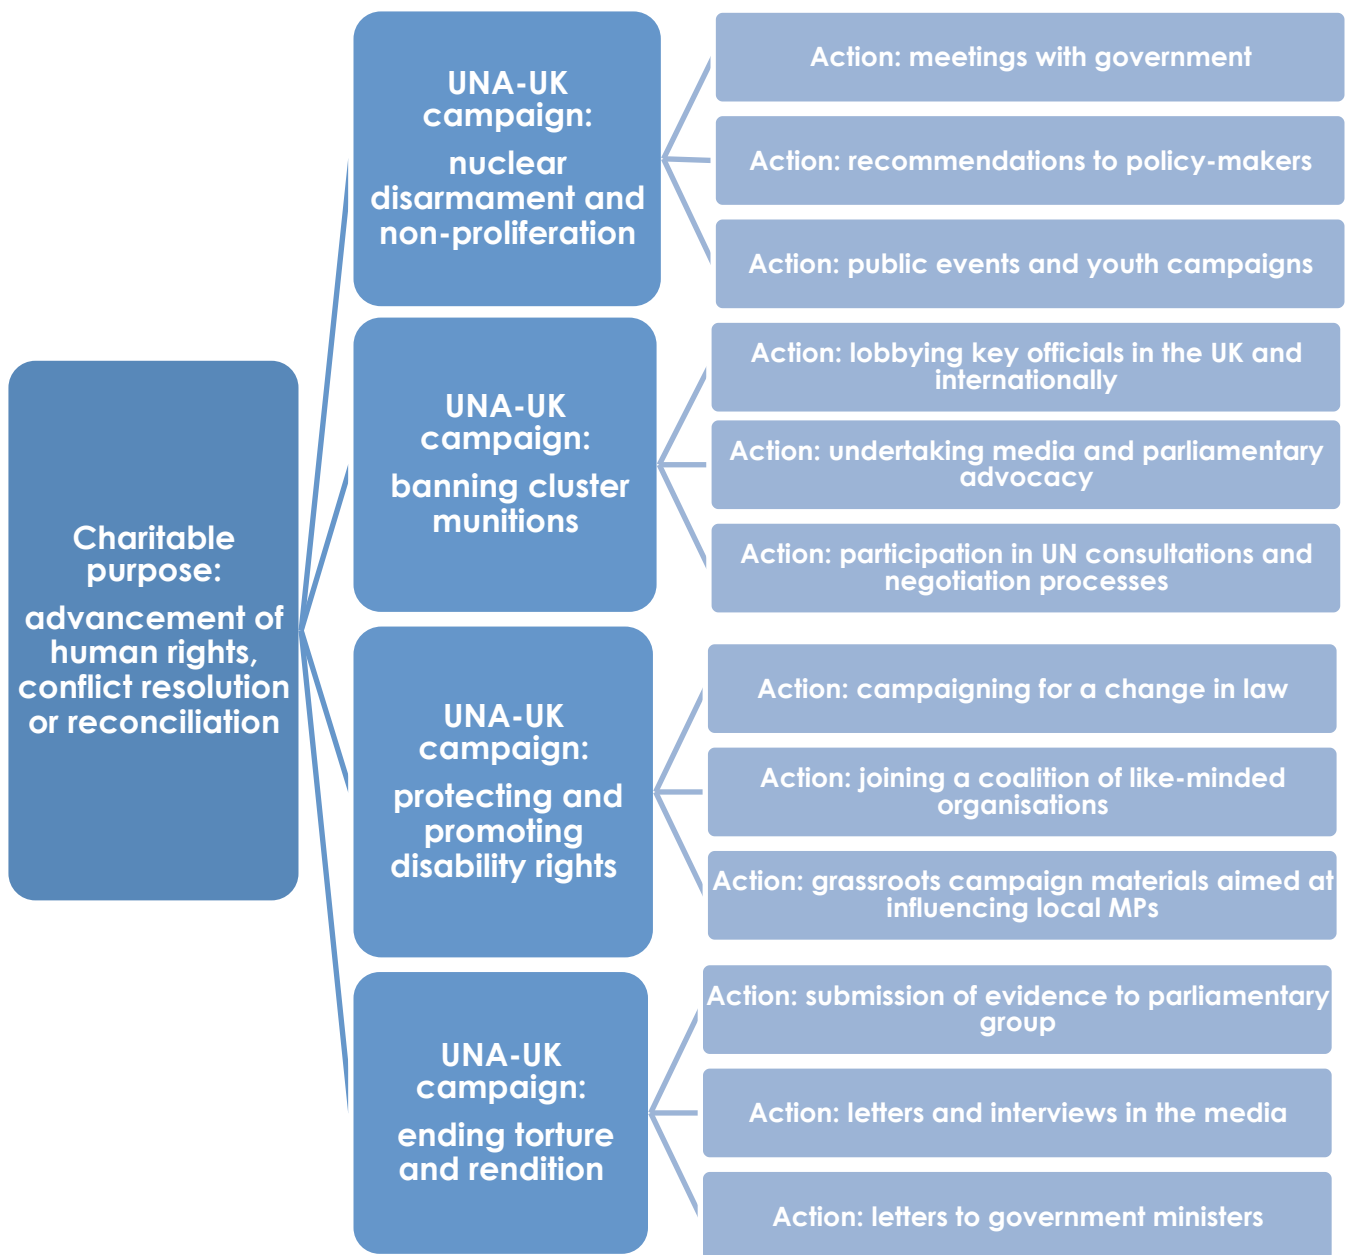 Charitable
purpose:
advancement of
human rights,
conflict resolution
or reconciliation
UNA-UK
campaign:
nuclear
disarmament and
non-proliferation
Action: meetings with government
Action: recommendations to policy-makers
Action: public events and youth campaigns
UNA-UK
campaign:
banning cluster
munitions
Action: lobbying key officials in the UK and
internationally
Action: undertaking media and parliamentary
advocacy
Action: participation in UN consultations and
negotiation processes
UNA-UK
campaign:
protecting and
promoting
disability rights
Action: campaigning for a change in law
Action: joining a coalition of like-minded
organisations
Action: grassroots campaign materials aimed at
influencing local MPs
UNA-UK
campaign:
ending torture
and rendition
Action: submission of evidence to parliamentary
group
Action: letters and interviews in the media
Action: letters to government ministers